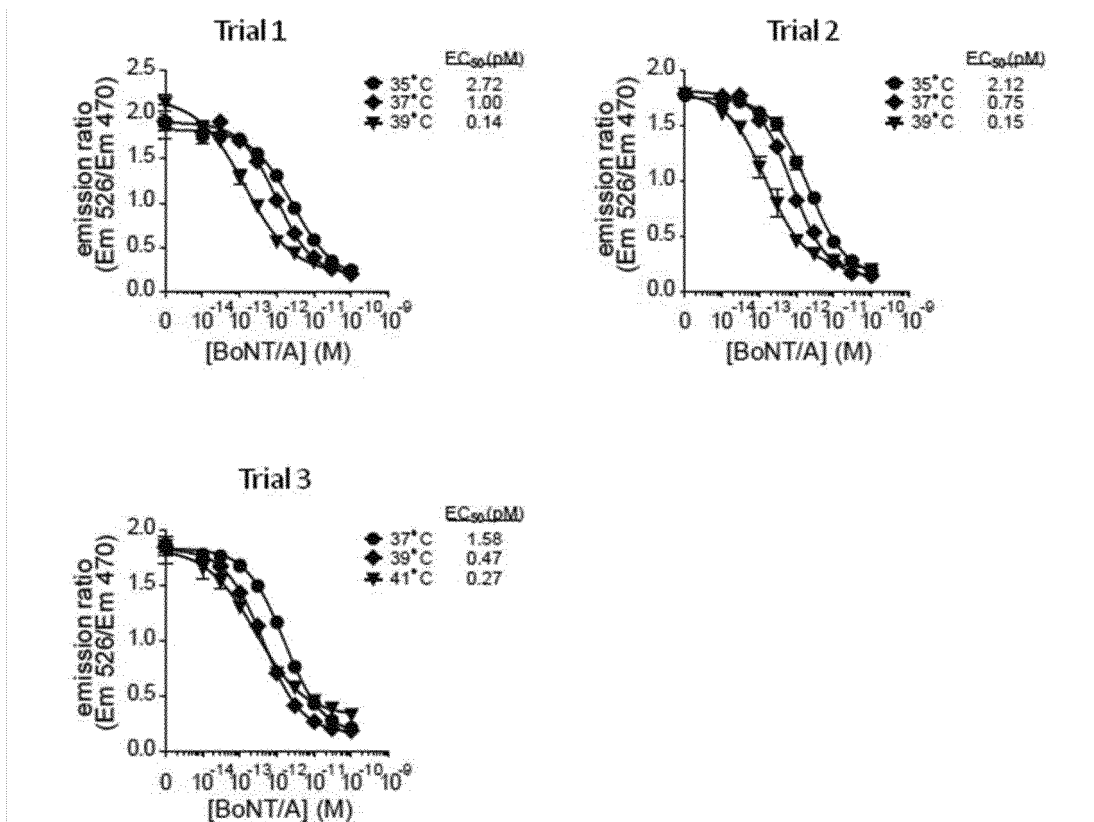 Trial 1
EC50(pM)
35°C 2.72
37°C 1.00
39°C 0.14
emission ratio
(Em 526/Em 470)
2.5
2.0
1.5
1.0
0.5
0.0
0 10-14 10-13 10-12 10-11 10-10 10-9
[BoNT/A] (M)
Trial 2
EC50(pM)
35°C 2.12
37°C 0.75
39°C 0.15
emission ratio
(Em 526/Em 470)
2.0
1.5
1.0
0.5
0.0
0 10-14 10-13 10-12 10-11 10-10 10-9
[BoNT/A] (M)
Trial 3
EC50(pM)
37°C 1.58
39°C 0.47
41°C 0.27
emission ratio
(Em 526/Em 470)
2.0
1.5
1.0
0.5
0.0
0 10-14 10-13 10-12 10-11 10-10 10-9
[BoNT/A] (M)